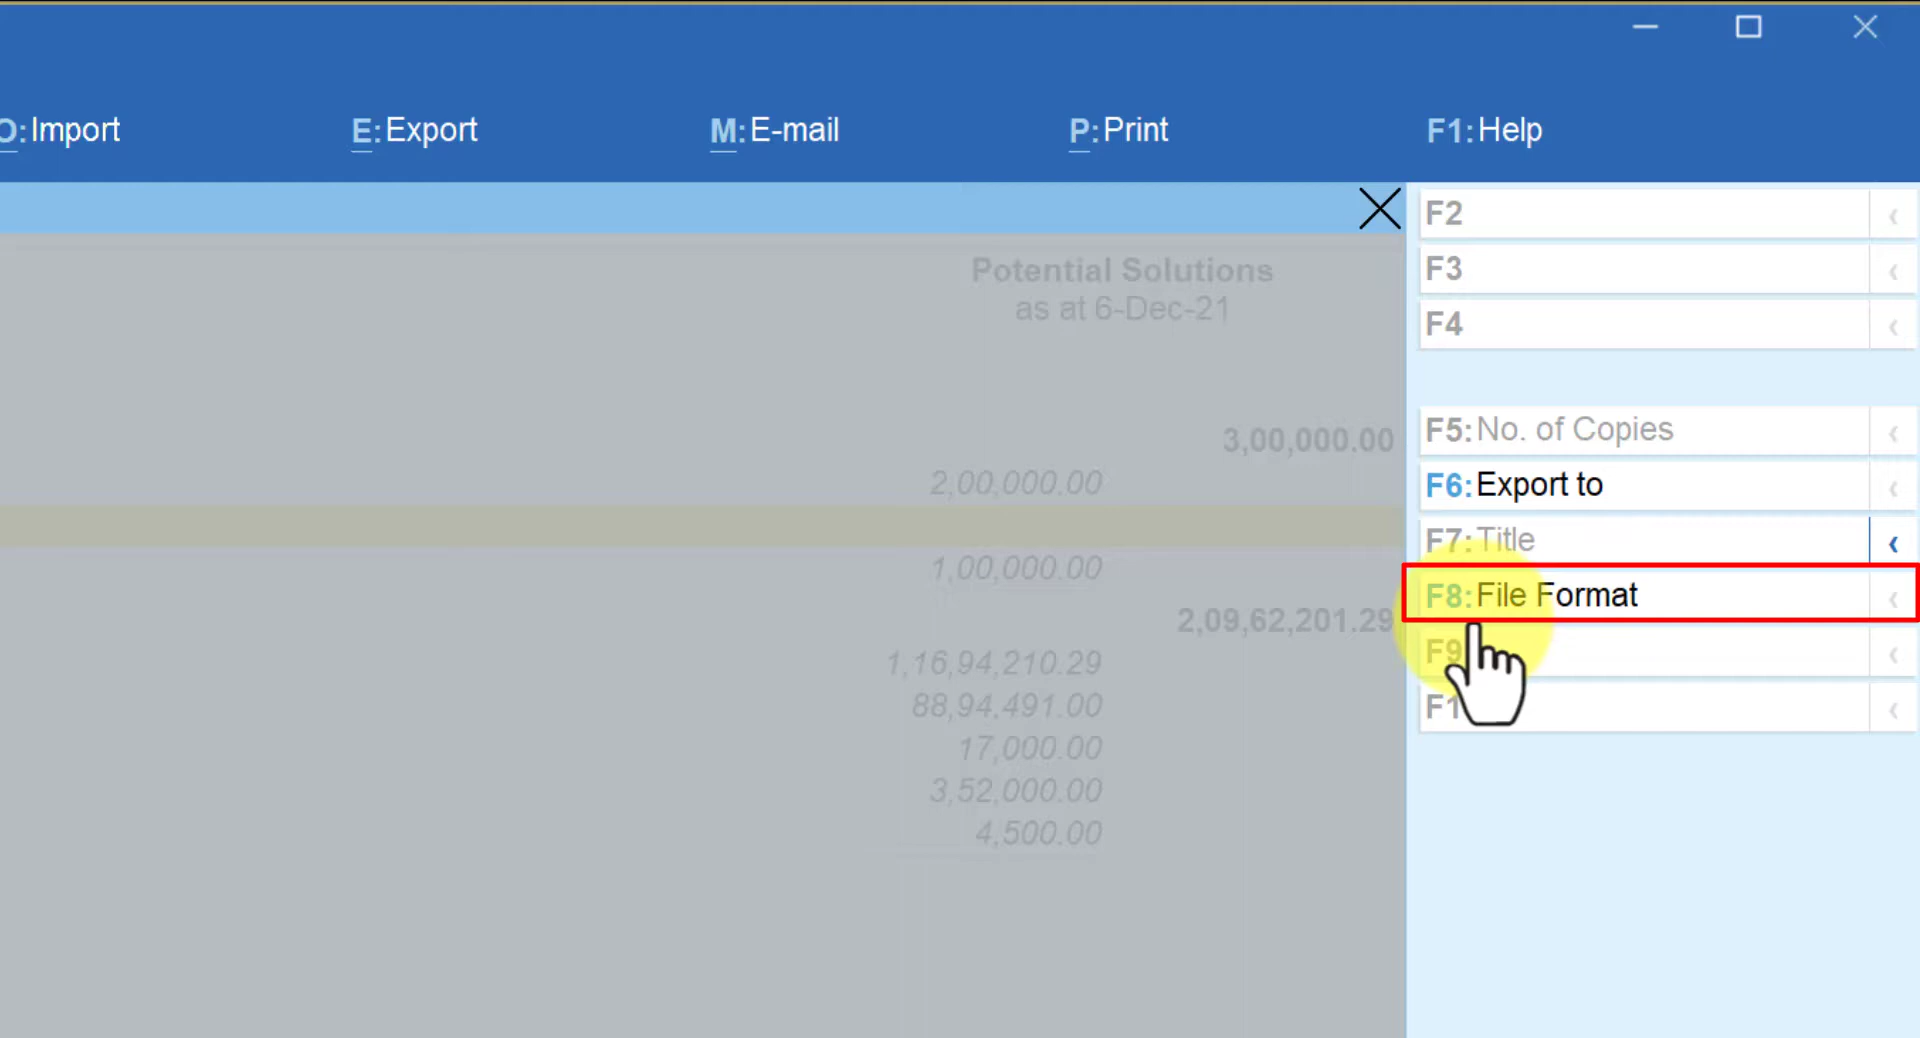 O:Import E:Export M:E-mail P:Print F1:Help
Potential Solutions
as at 6-Dec-21
3,00,000.00
2,00,000.00
1,00,000.00
2,09,62,201.29
1,16,94,210.29
88,94,491.00
17,000.00
3,52,000.00
4,500.00
F2
F3
F4
F5:No. of Copies
F6:Export to
F7:Title
F8:File Format
F9